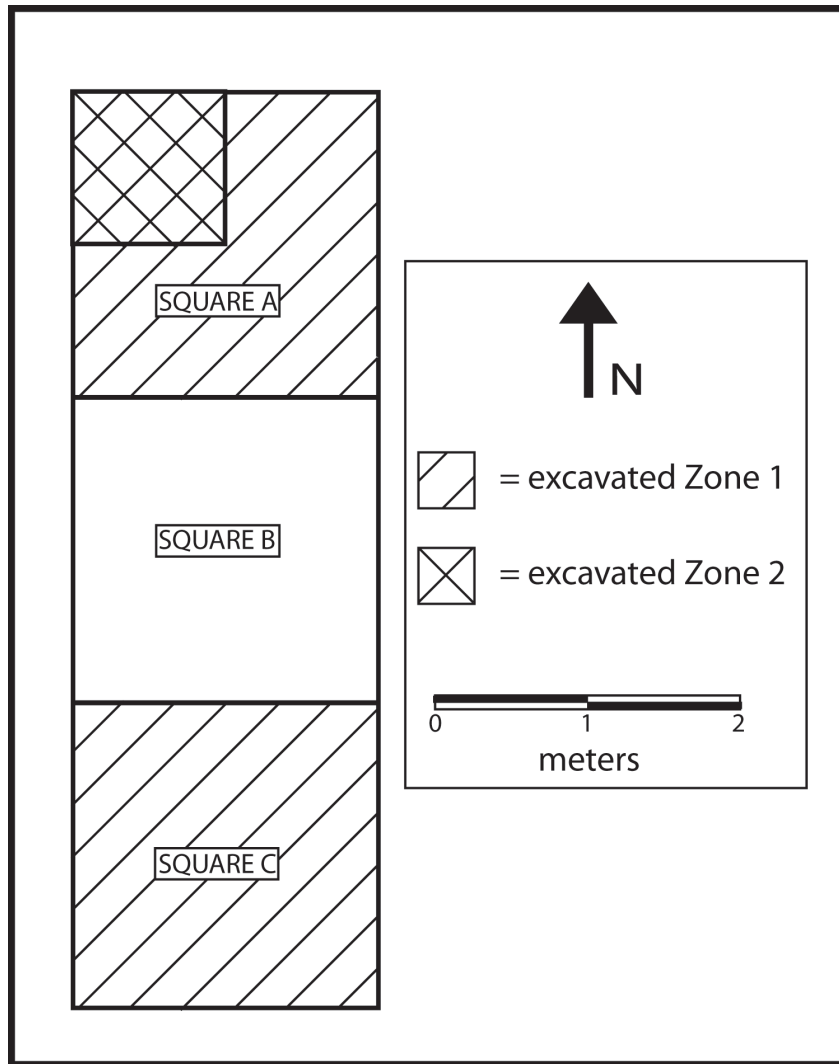 SQUARE A
SQUARE B
SQUARE C
N
= excavated Zone 1
= excavated Zone 2
0 1 2
meters